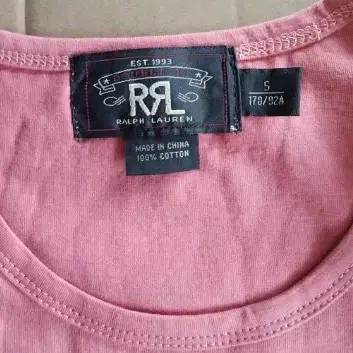 EST. 1993
RRL
RALPH LAUREN
S
170/92A
MADE IN CHINA
100% COTTON